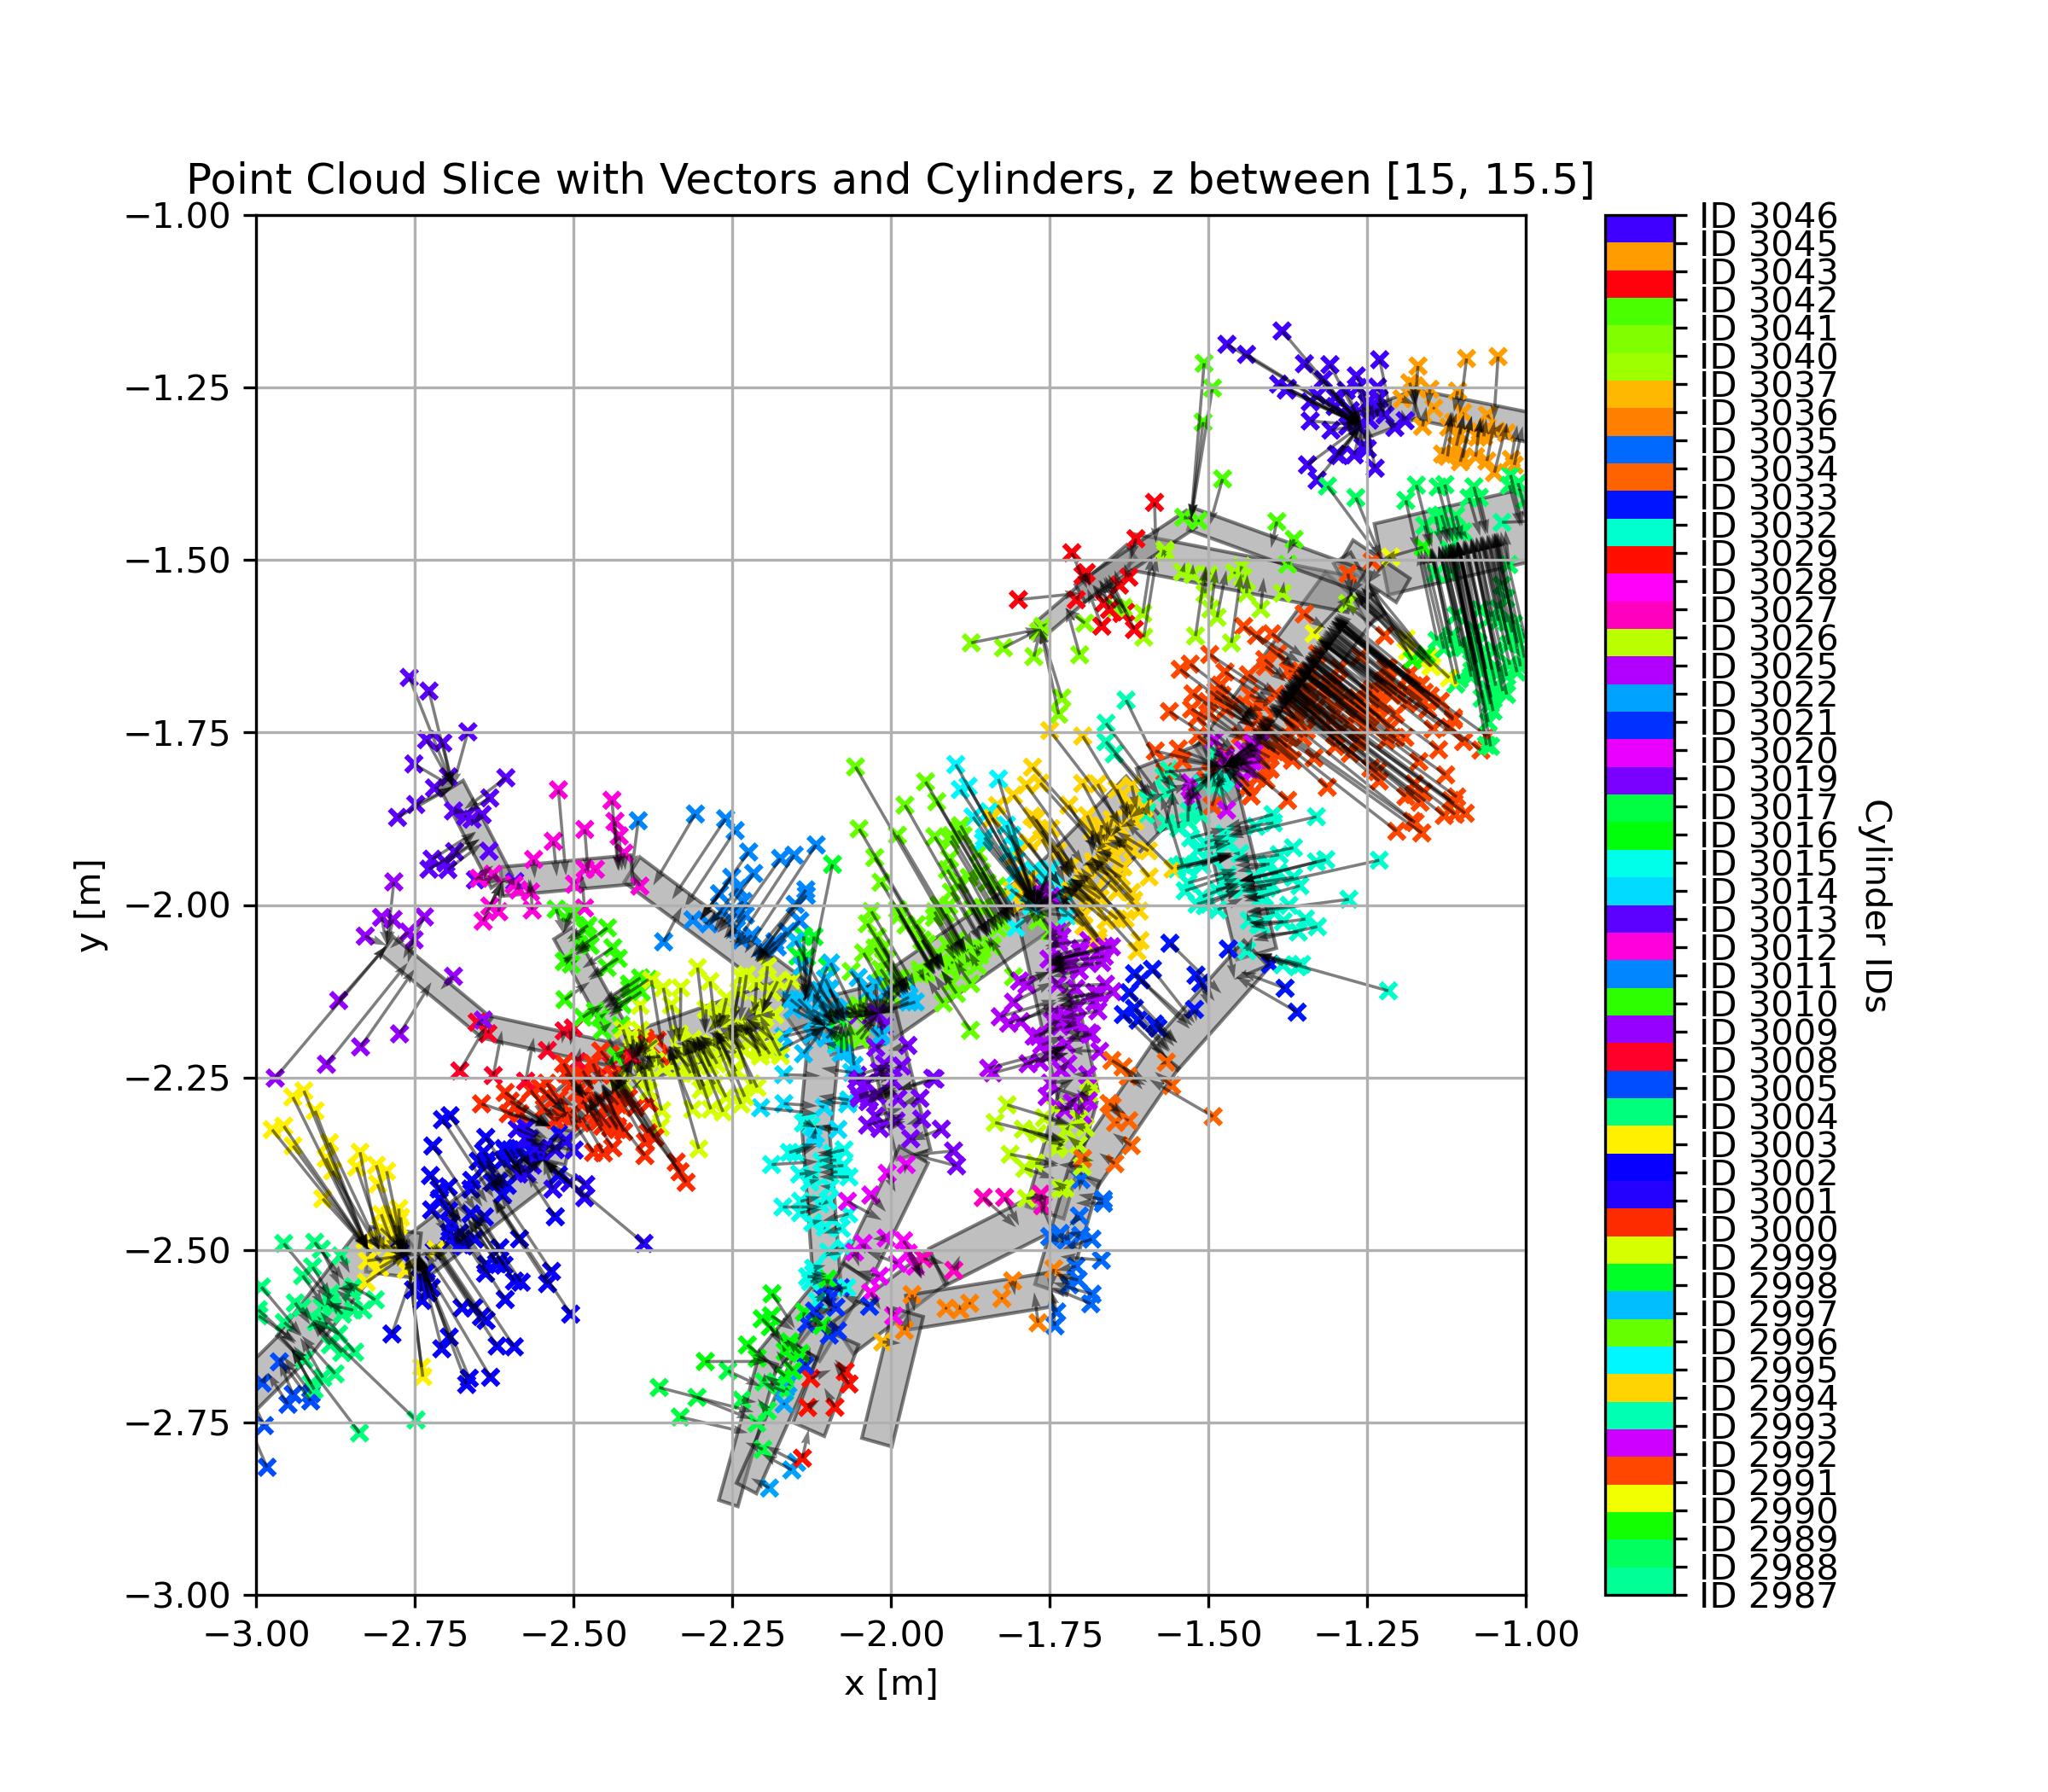 Point Cloud Slice with Vectors and Cylinders, z between [15, 15.5]
−1.00
−1.25
−1.50
−1.75
−2.00
−2.25
−2.50
−2.75
−3.00
y [m]
−3.00
−2.75
−2.50
−2.25
−2.00
−1.75
−1.50
−1.25
−1.00
x [m]
ID 3046
ID 3045
ID 3043
ID 3042
ID 3041
ID 3040
ID 3037
ID 3036
ID 3035
ID 3034
ID 3033
ID 3032
ID 3029
ID 3028
ID 3027
ID 3026
ID 3025
ID 3022
ID 3021
ID 3020
ID 3019
ID 3017
ID 3016
ID 3015
ID 3014
ID 3013
ID 3012
ID 3011
ID 3010
ID 3009
ID 3008
ID 3005
ID 3004
ID 3003
ID 3002
ID 3001
ID 3000
ID 2999
ID 2998
ID 2997
ID 2996
ID 2995
ID 2994
ID 2993
ID 2992
ID 2991
ID 2990
ID 2989
ID 2988
ID 2987
Cylinder IDs